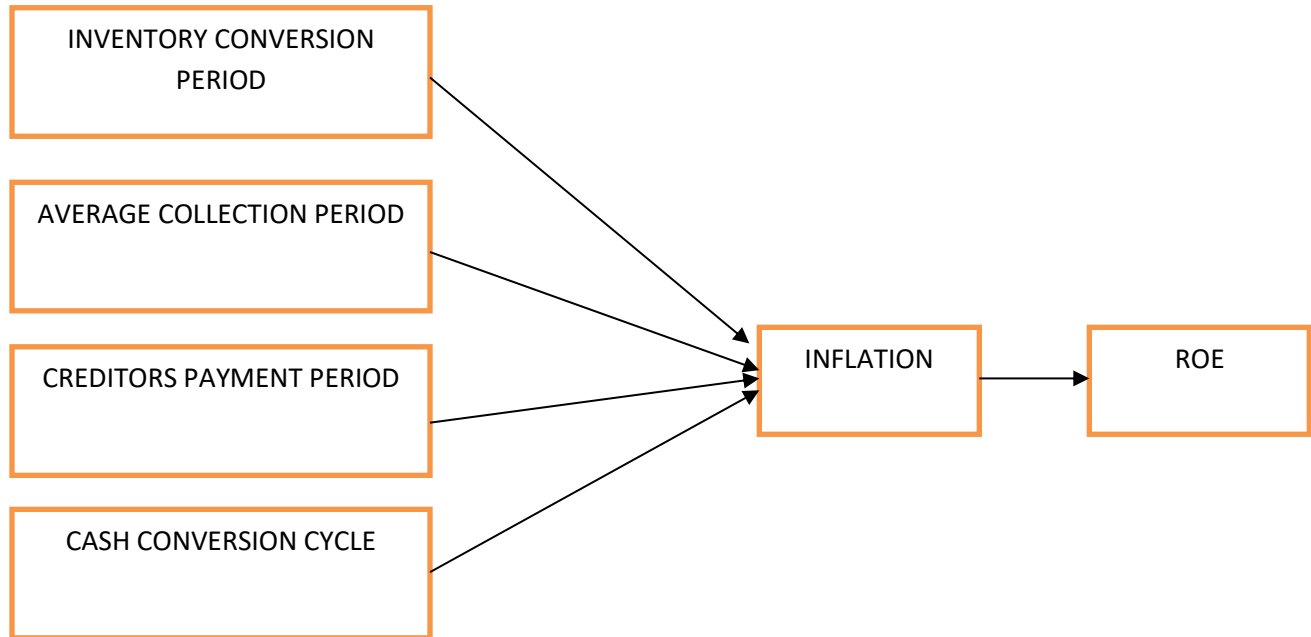 INVENTORY CONVERSION
PERIOD
AVERAGE COLLECTION PERIOD
CREDITORS PAYMENT PERIOD
CASH CONVERSION CYCLE
INFLATION
ROE